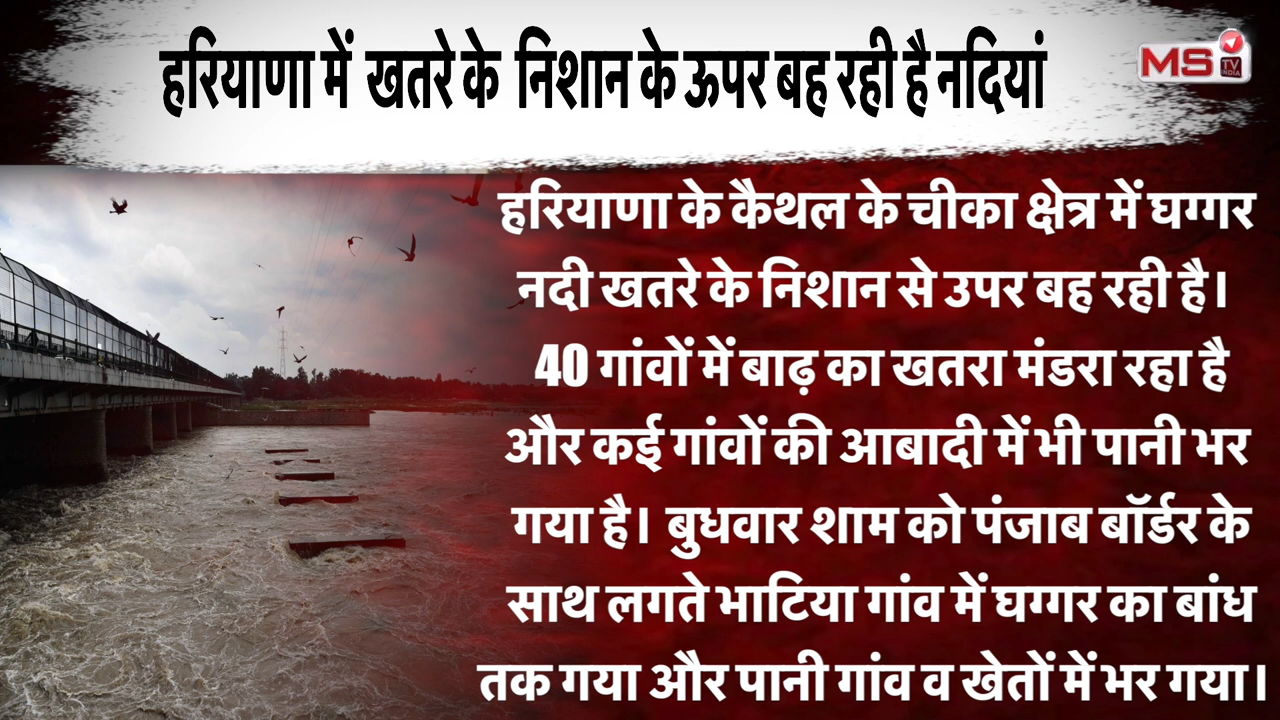 हरियाणा में खतरे के निशान के ऊपर बह रही है नदियां
MS
TV
INDIA
हरियाणा के कैथल के चीका क्षेत्र में घग्गर
नदी खतरे के निशान से उपर बह रही है।
40 गांवों में बाढ़ का खतरा मंडरा रहा है
और कई गांवों की आबादी में भी पानी भर
गया है। बुधवार शाम को पंजाब बॉर्डर के
साथ लगते भाटिया गांव में घग्गर का बांध
तक गया और पानी गांव व खेतों में भर गया।